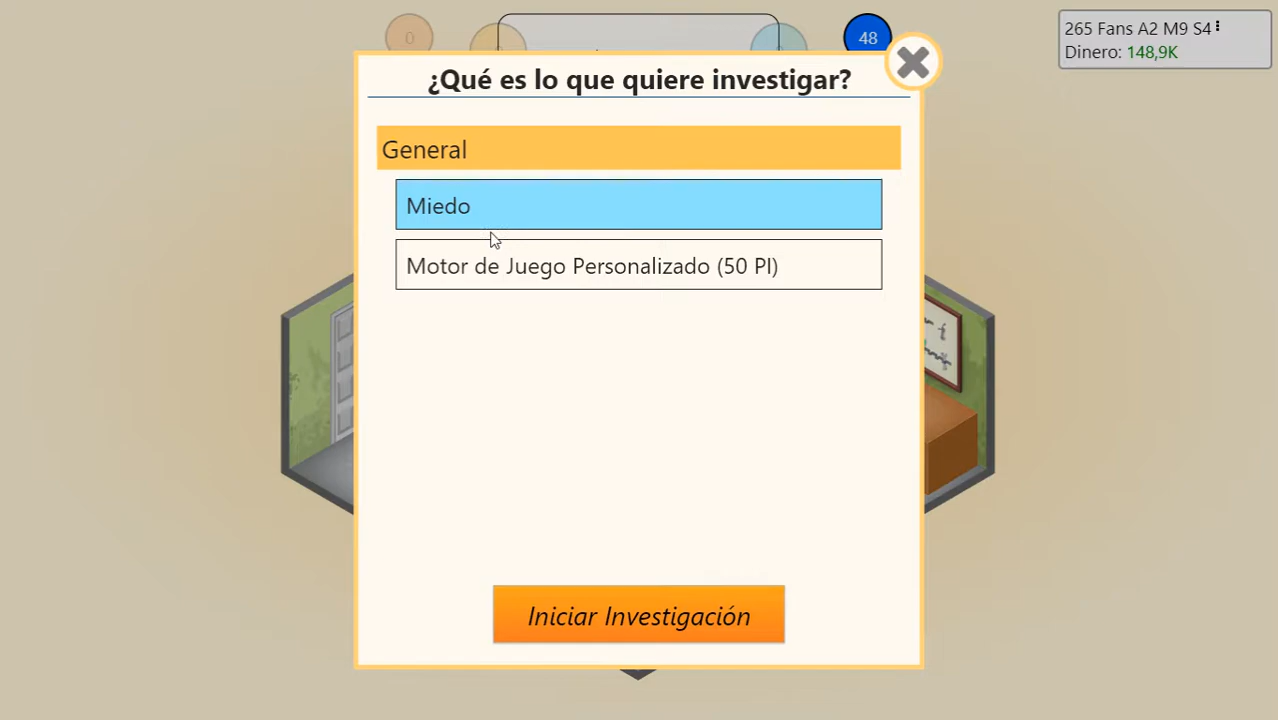 0
48
265 Fans A2 M9 S4
Dinero: 148,9K
¿Qué es lo que quiere investigar?
General
Miedo
Motor de Juego Personalizado (50 PI)
Iniciar Investigación